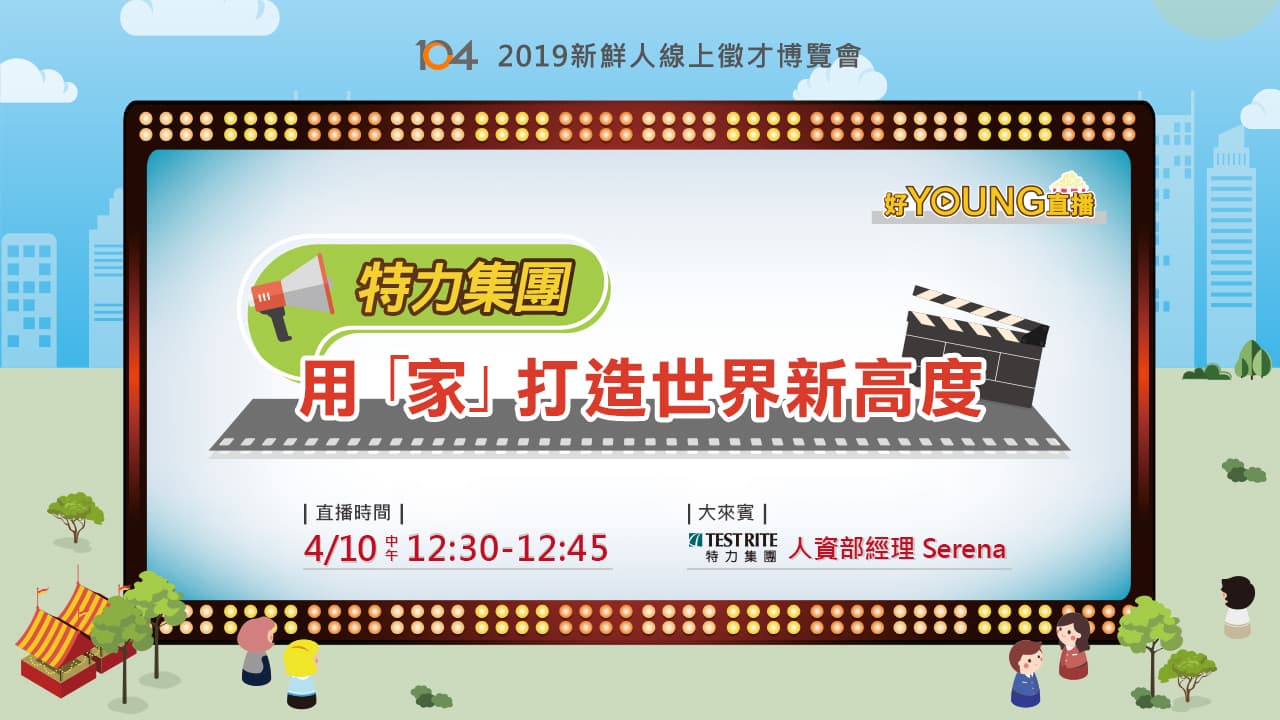 104 2019新鮮人線上徵才博覽會
好YOUNG直播
特力集團
用「家」打造世界新高度
|直播時間|
4/10 中午 12:30-12:45
|大來賓|
TEST RITE
特力集團
人資部經理 Serena